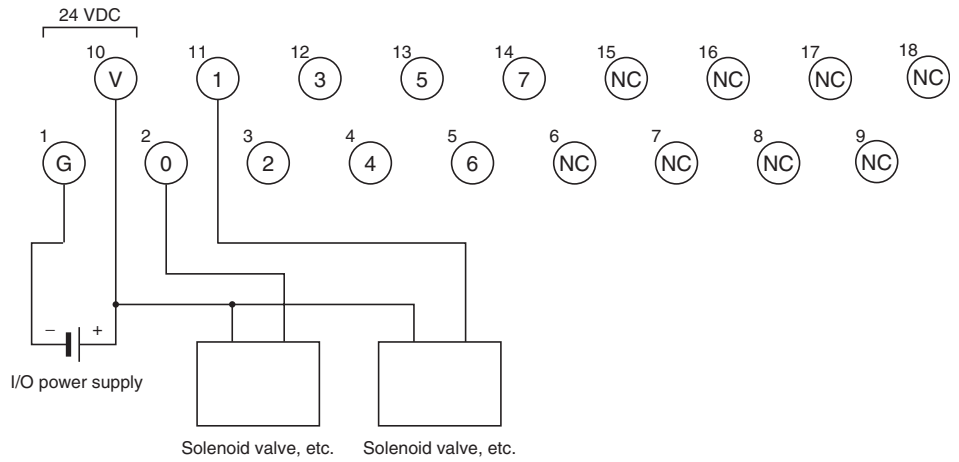 24 VDC
10 11 12 13 14 15 16 17 18
V 1 3 5 7 NC NC NC NC
1 2 3 4 5 6 7 8 9
G 0 2 4 6 NC NC NC NC
− +
I/O power supply
Solenoid valve, etc. Solenoid valve, etc.